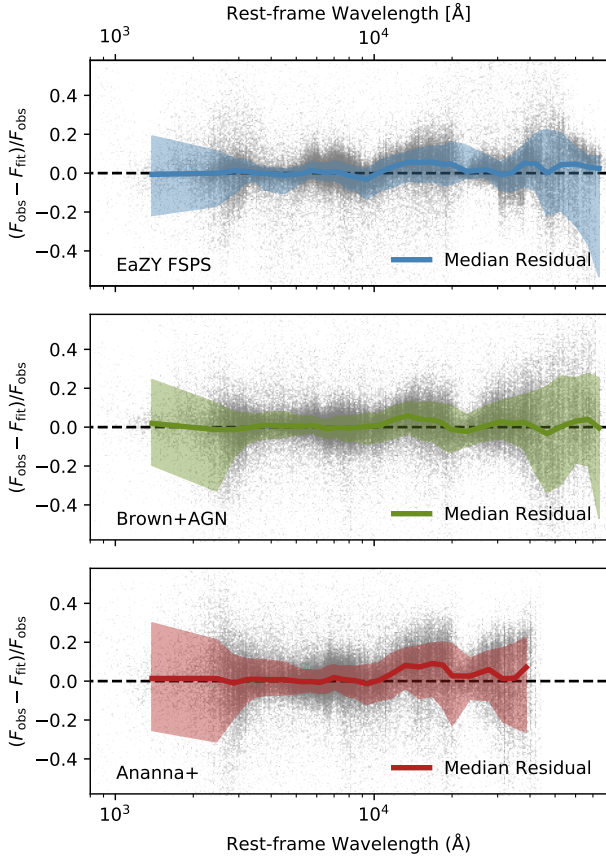 Rest-frame Wavelength [Å]
10³ 10⁴
(F_obs − F_fit)/F_obs
0.4
0.2
0.0
−0.2
−0.4
EaZY FSPS
Median Residual
(F_obs − F_fit)/F_obs
0.4
0.2
0.0
−0.2
−0.4
Brown+AGN
Median Residual
(F_obs − F_fit)/F_obs
0.4
0.2
0.0
−0.2
−0.4
Ananna+
Median Residual
10³ 10⁴
Rest-frame Wavelength (Å)